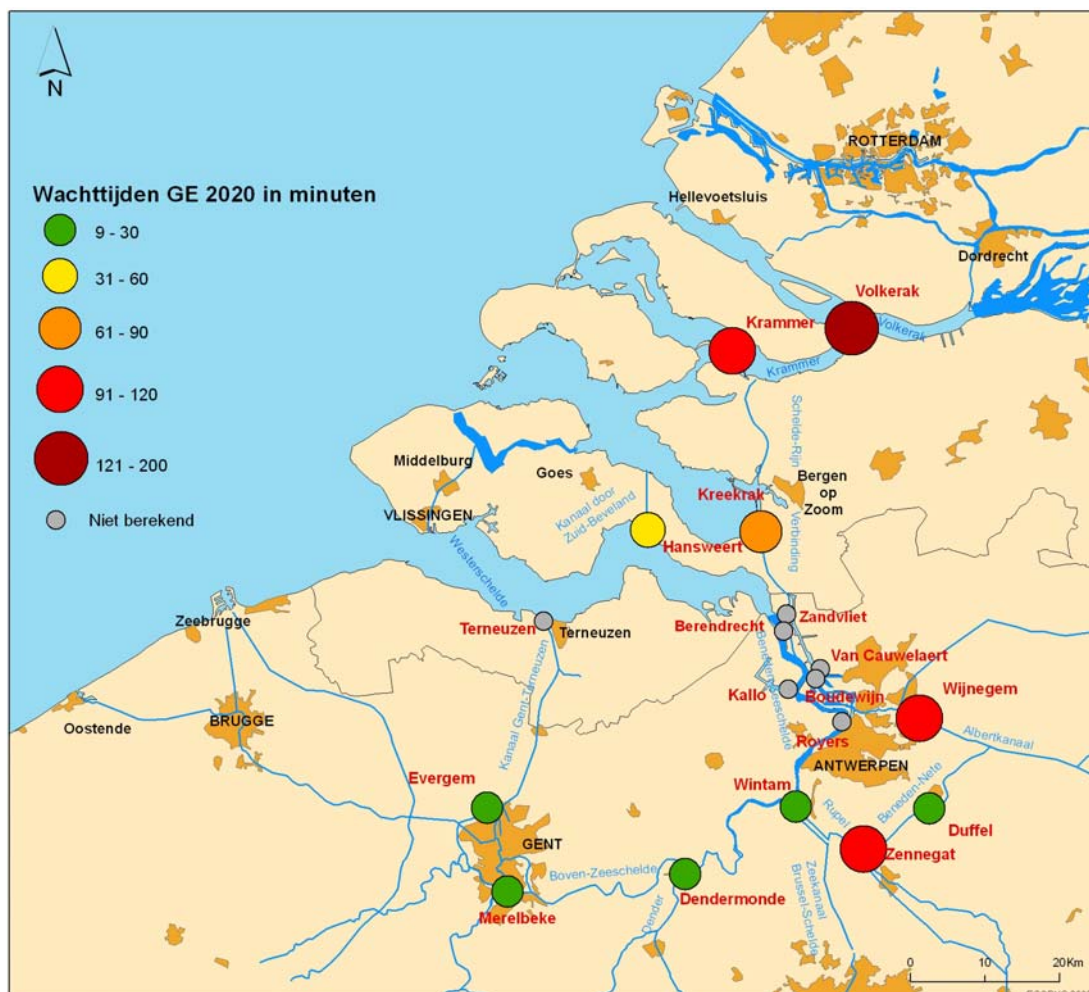 N
ROTTERDAM
Hellevoetsluis
Dordrecht
Wachttijden GE 2020 in minuten
9 - 30
31 - 60
61 - 90
91 - 120
121 - 200
Niet berekend
Volkerak
Krammer
Volkerak
Krammer
Schelde-Rijn
Verbinding
Middelburg
Goes
VLISSINGEN
Kanaal door
Zuid-Beveland
Kreekrak
Bergen
op
Zoom
Hansweert
Westerschelde
Zeebrugge
Terneuzen
Terneuzen
Zandvliet
Berendrecht
Van Cauwelaert
Kallo
Boudewijn
Wijnegem
Royers
Albertkanaal
ANTWERPEN
Oostende
BRUGGE
Kanaal Gent-Terneuzen
Evergem
Wintam
Rupel
Beneden-Nete
Duffel
GENT
Zennegat
Boven-Zeeschelde
Dendermonde
Merelbeke
Dender
Zeekanaal
Brussel-Schelde
0 10 20Km